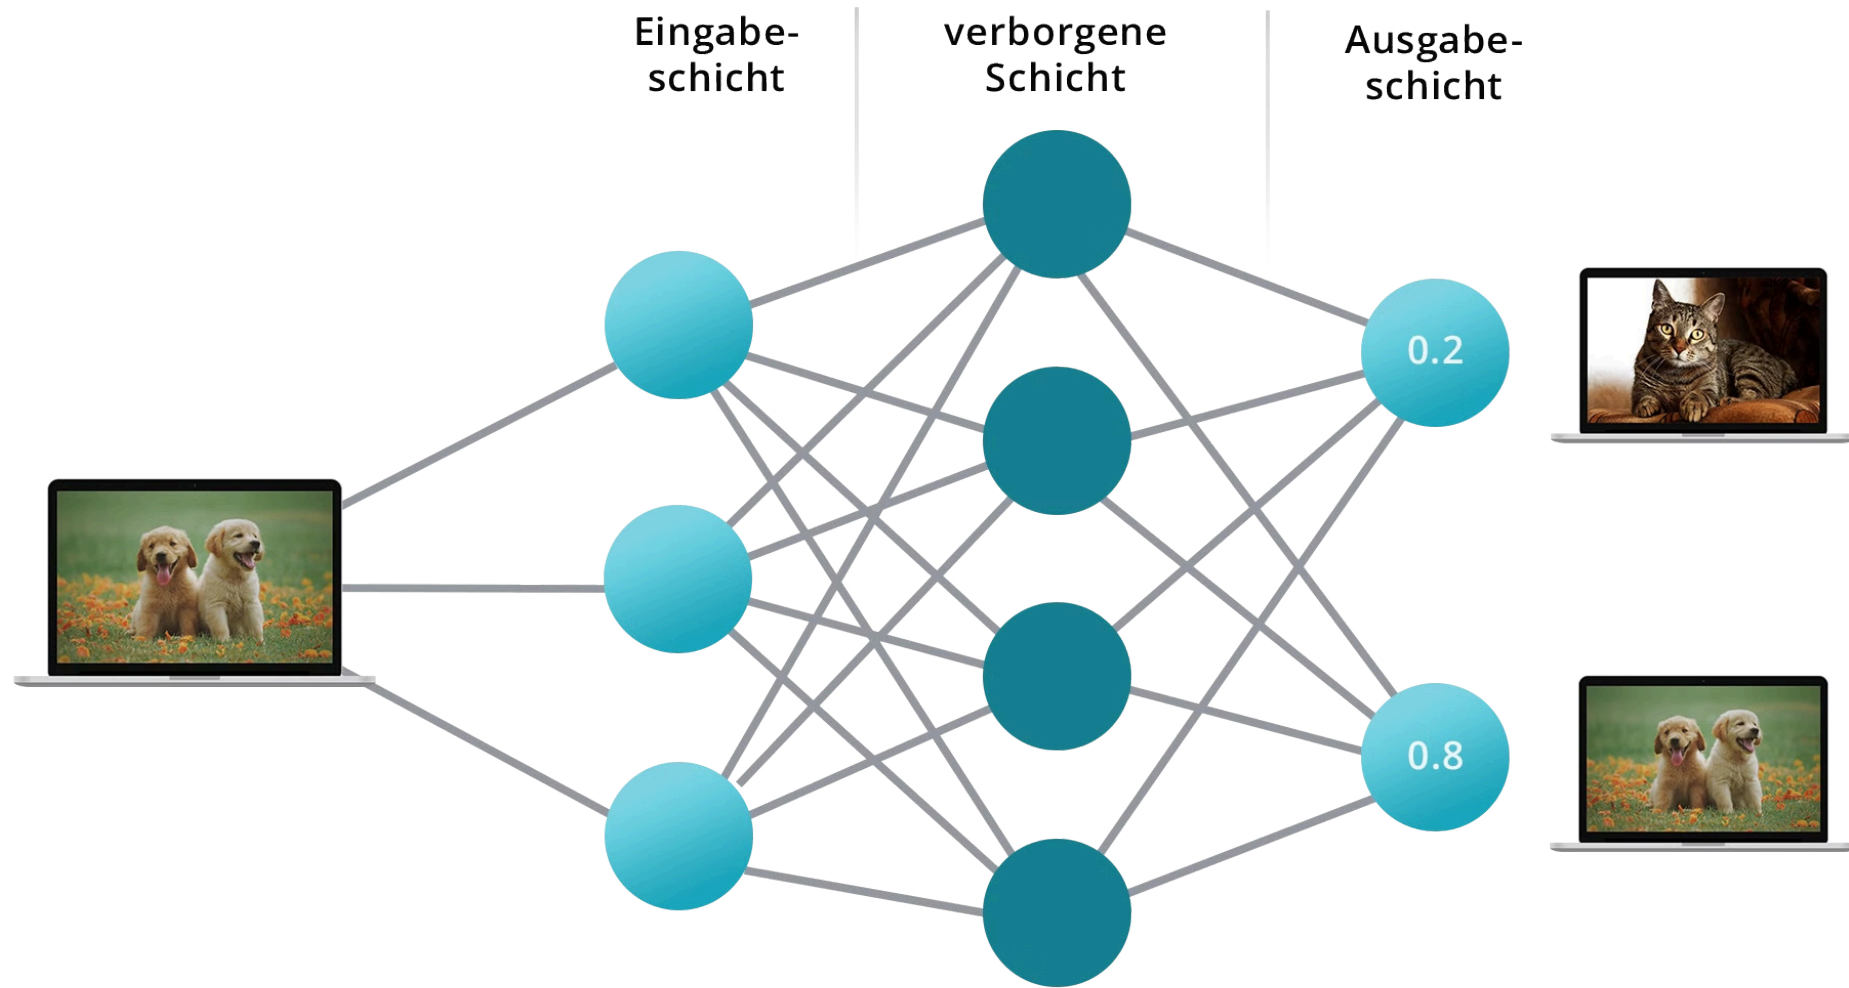 Eingabe-
schicht
verborgene
Schicht
Ausgabe-
schicht
0.2
0.8